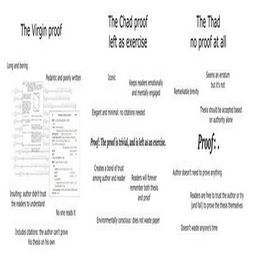 The Virgin proof
The Chad proof
left as exercise
The Thad
no proof at all
Long and boring
Pedantic and poorly written
Insulting: author didn't trust
the readers to understand
No one reads it
Includes citations: the author can't prove
his thesis on his own
Iconic
Keeps readers emotionally
and mentally engaged
Elegant and minimal: no citations needed
Proof: The proof is trivial, and is left as an exercise.
Creates a bond of trust
among author and reader
Readers will forever
remember both thesis
and proof
Environmentally conscious: does not waste paper
Seems an erratum
but it's not
Remarkable brevity
Thesis should be accepted based
on authority alone
Proof: .
Author doesn't need to prove anything
Readers are free to trust the author or try
(and fail) to prove the thesis themselves
Doesn't waste anyone's time